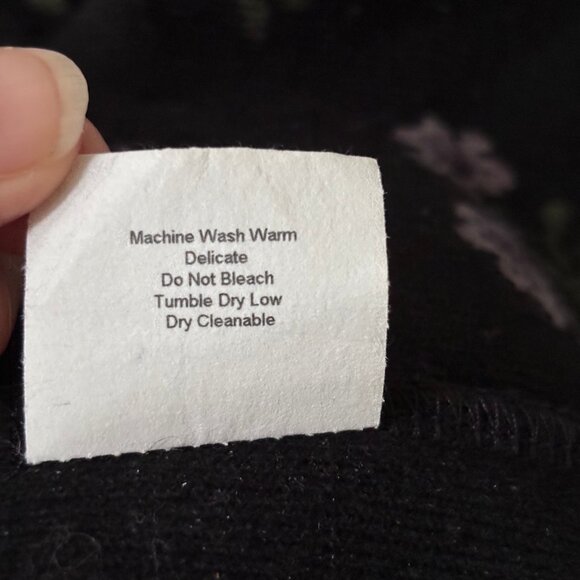 Machine Wash Warm
Delicate
Do Not Bleach
Tumble Dry Low
Dry Cleanable